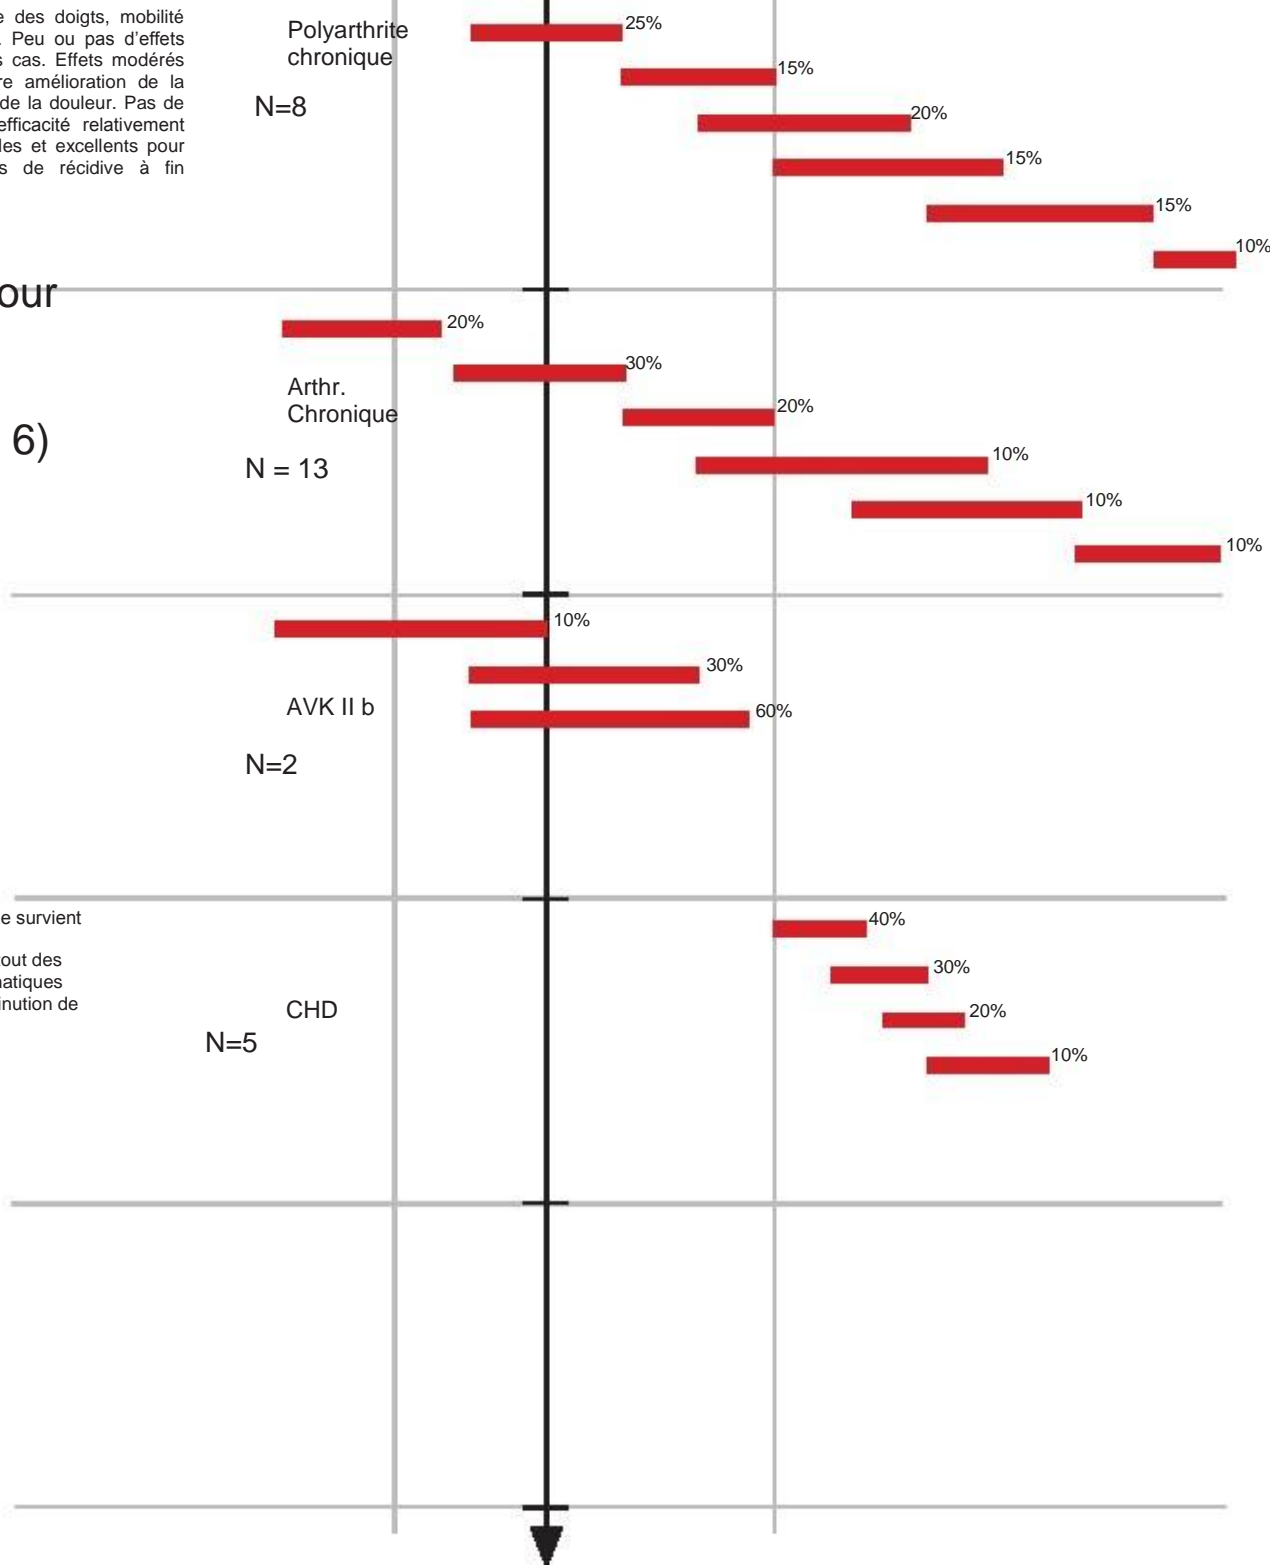 e des doigts, mobilité
. Peu ou pas d'effets
s cas. Effets modérés
re amélioration de la
de la douleur. Pas de
efficacité relativement
des et excellents pour
s de récidive à fin
Polyarthrite
chronique
N=8
25%
15%
20%
15%
15%
10%
our
6)
20%
30%
Arthr.
Chronique
20%
N = 13
10%
10%
10%
10%
30%
AVK II b
60%
N=2
e survient
out des
natiques
inution de
40%
30%
CHD
20%
N=5
10%